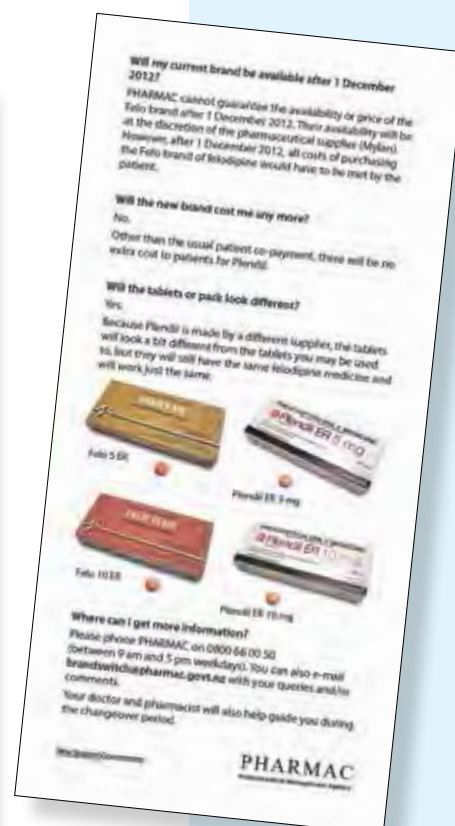 Will my current brand be available after 1 December
2012?
PHARMAC cannot guarantee the availability or price of the
Felo brand after 1 December 2012. Their availability will be
at the discretion of the pharmaceutical supplier (Mylan).
However, after 1 December 2012, all costs of purchasing
the Felo brand of felodipine would have to be met by the
patient.
Will the new brand cost me any more?
No.
Other than the usual patient co-payment, there will be no
extra cost to patients for Plendil.
Will the tablets or pack look different?
Yes.
Because Plendil is made by a different supplier, the tablets
will look a bit different from the tablets you may be used
to, but they will still have the same felodipine medicine and
will work just the same.
Plendil ER 5 mg
Felo 5 ER
Plendil ER 5 mg
Plendil ER 10 mg
Felo 10 ER
Plendil ER 10 mg
Where can I get more information?
Please phone PHARMAC on 0800 66 00 50
(between 9 am and 5 pm weekdays). You can also e-mail
brandswitch@pharmac.govt.nz with your queries and/or
comments.
Your doctor and pharmacist will also help guide you during
the changeover period.
PHARMAC